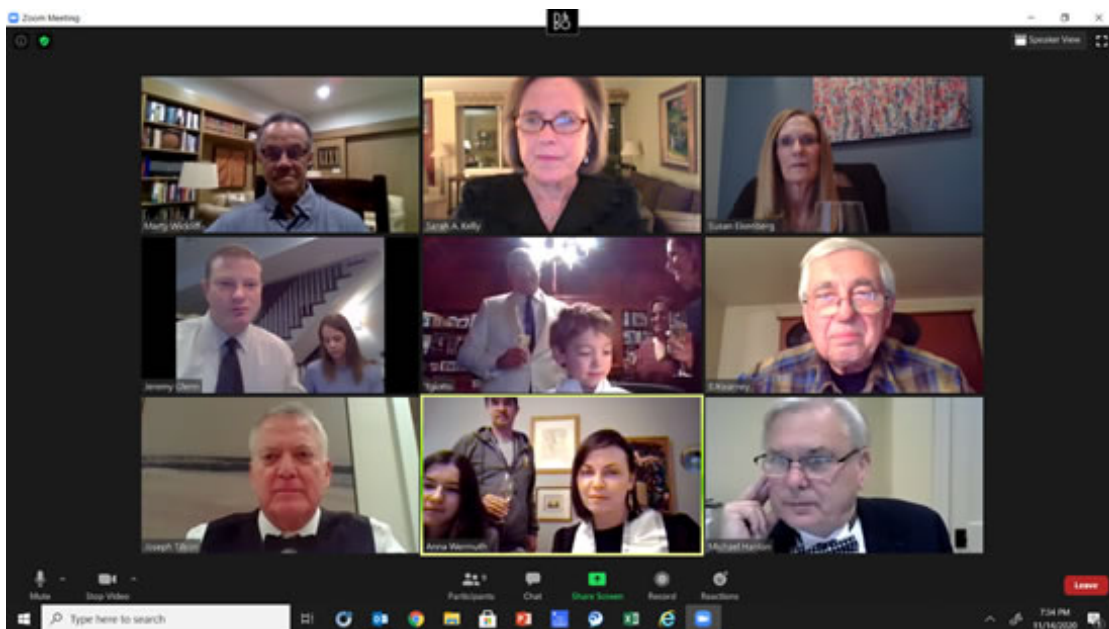 Zoom Meeting
Speaker View
Marty Wickliff
Sarah A. Kelly
Susan Eisenberg
Jeremy Glenn
B Kearney
Joseph Tilson
Anna Wermuth
Michael Hanlon
Mute
Stop Video
Participants
9
Chat
Share Screen
Record
Reactions
Leave
Type here to search
7:34 PM
11/14/2020